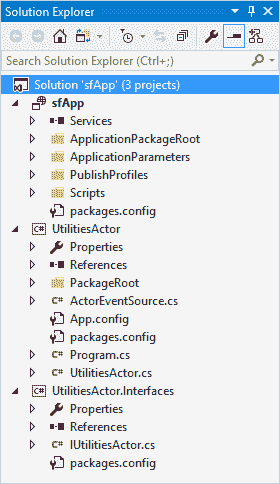 Solution Explorer
Search Solution Explorer (Ctrl+;)
Solution 'sfApp' (3 projects)
sfApp
Services
ApplicationPackageRoot
ApplicationParameters
PublishProfiles
Scripts
packages.config
C# UtilitiesActor
Properties
References
PackageRoot
C# ActorEventSource.cs
App.config
packages.config
C# Program.cs
C# UtilitiesActor.cs
C# UtilitiesActor.Interfaces
Properties
References
C# IUtilitiesActor.cs
packages.config